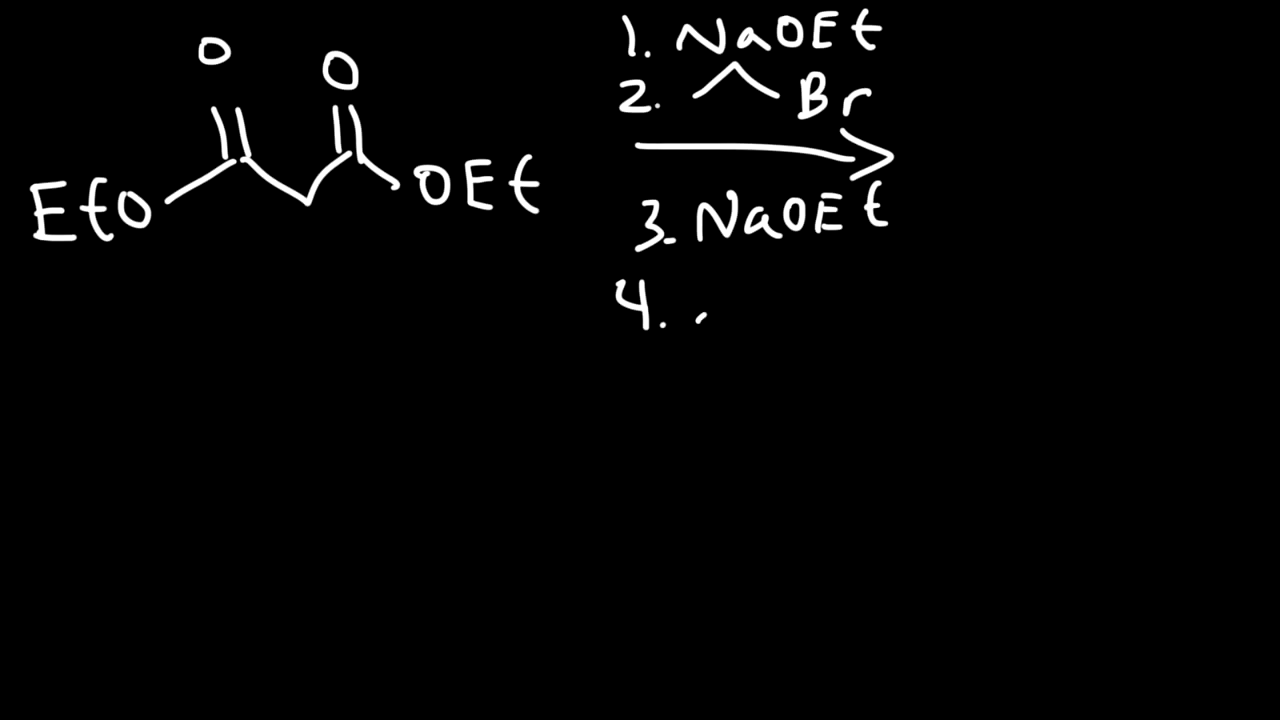 O O
EtO OEt
1. NaOEt
2. Br
3. NaOEt
4.